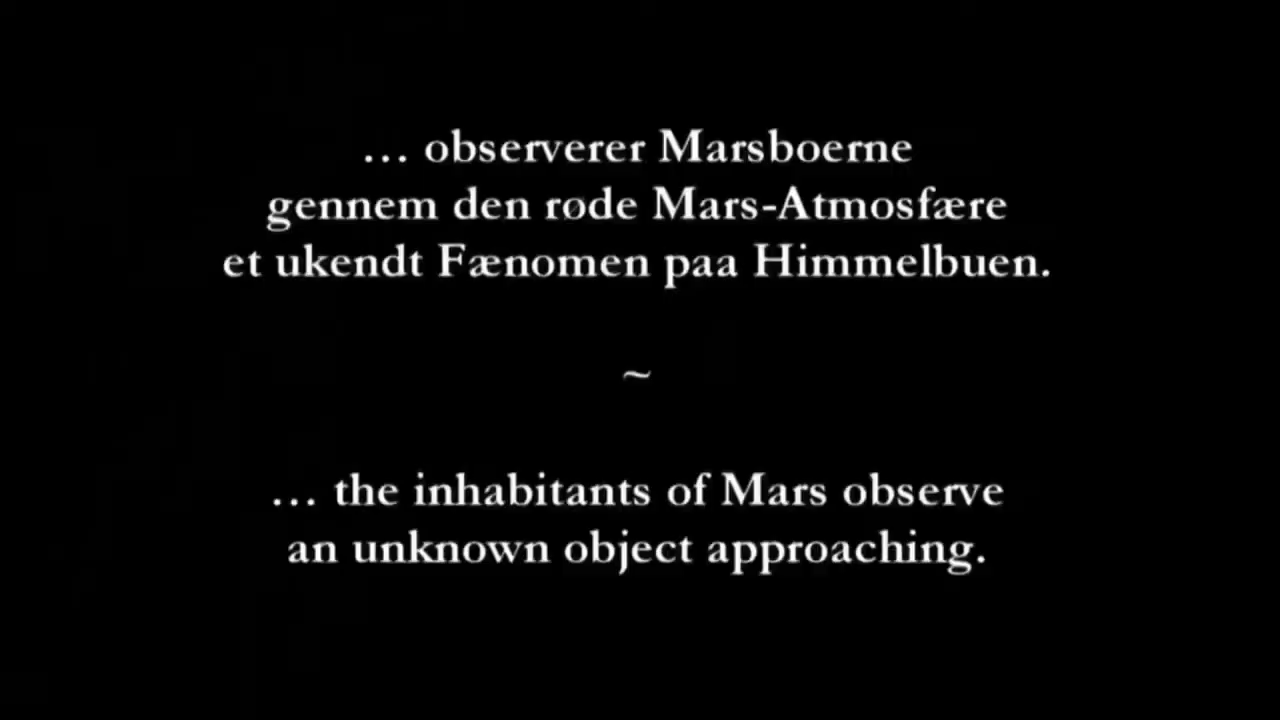 … observerer Marsboerne
gennem den røde Mars-Atmosfære
et ukendt Fænomen paa Himmelbuen.
~
… the inhabitants of Mars observe
an unknown object approaching.